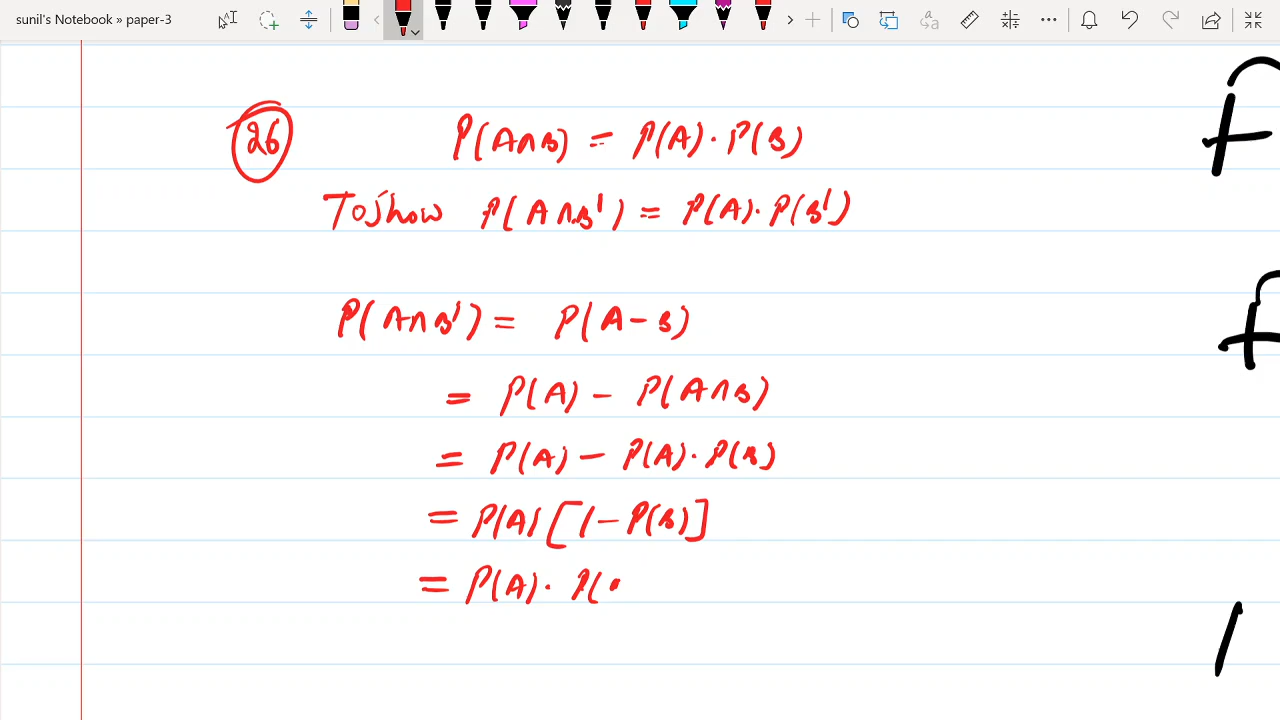 sunil's Notebook » paper-3
26 P(A∩B) = P(A)·P(B)
To show P(A∩B') = P(A)·P(B')
P(A∩B') = P(A-B)
= P(A) - P(A∩B)
= P(A) - P(A)·P(B)
= P(A) [1-P(B)]
= P(A)· P(